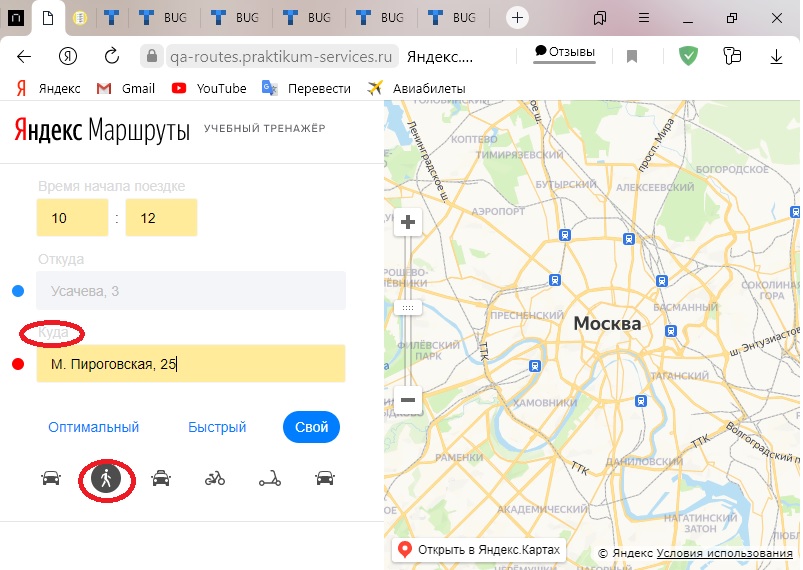 BUG
BUG
BUG
BUG
BUG
qa-routes.praktikum-services.ru
Яндекс....
Отзывы
Яндекс
Gmail
YouTube
Перевести
Авиабилеты
Яндекс Маршруты
УЧЕБНЫЙ ТРЕНАЖЁР
Время начала поездке
10 : 12
Откуда
Усачева, 3
Куда
М. Пироговская, 25
Оптимальный
Быстрый
Свой
ГОЛОВИНСКИЙ
Ленинградское ш.
КОПТЕВО
ТИМИРЯЗЕВСКИЙ
просп. Мира
БОГОРОДСКОЕ
БУТЫРСКИЙ
АЛЕКСЕЕВСКИЙ
АЭРОПОРТ
СОКОЛИНАЯ
ГОРА
ПРЕСНЕНСКИЙ
БАСМАННЫЙ
Москва
ш. Энтузиастов
ФИЛЁВСКИЙ
ПАРК
ТТК
ТАГАНСКИЙ
ХАМОВНИКИ
ТТК
Волгоградский
РАМЕНКИ
ТТК
ДАНИЛОВСКИЙ
АКАДЕМИЧЕСКИЙ
НАГАТИНСКИЙ
ЗАТОН
Открыть в Яндекс.Картах
© Яндекс Условия использования